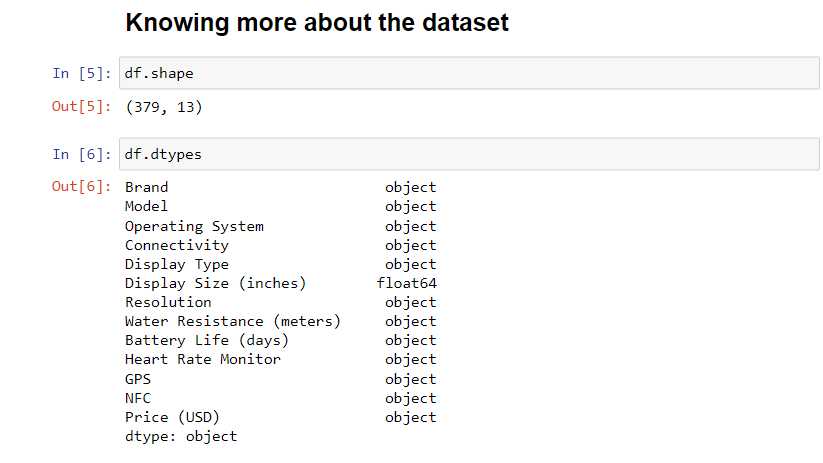 Knowing more about the dataset
In [5]: df.shape
Out[5]: (379, 13)
In [6]: df.dtypes
Out[6]: Brand object
Model object
Operating System object
Connectivity object
Display Type object
Display Size (inches) float64
Resolution object
Water Resistance (meters) object
Battery Life (days) object
Heart Rate Monitor object
GPS object
NFC object
Price (USD) object
dtype: object